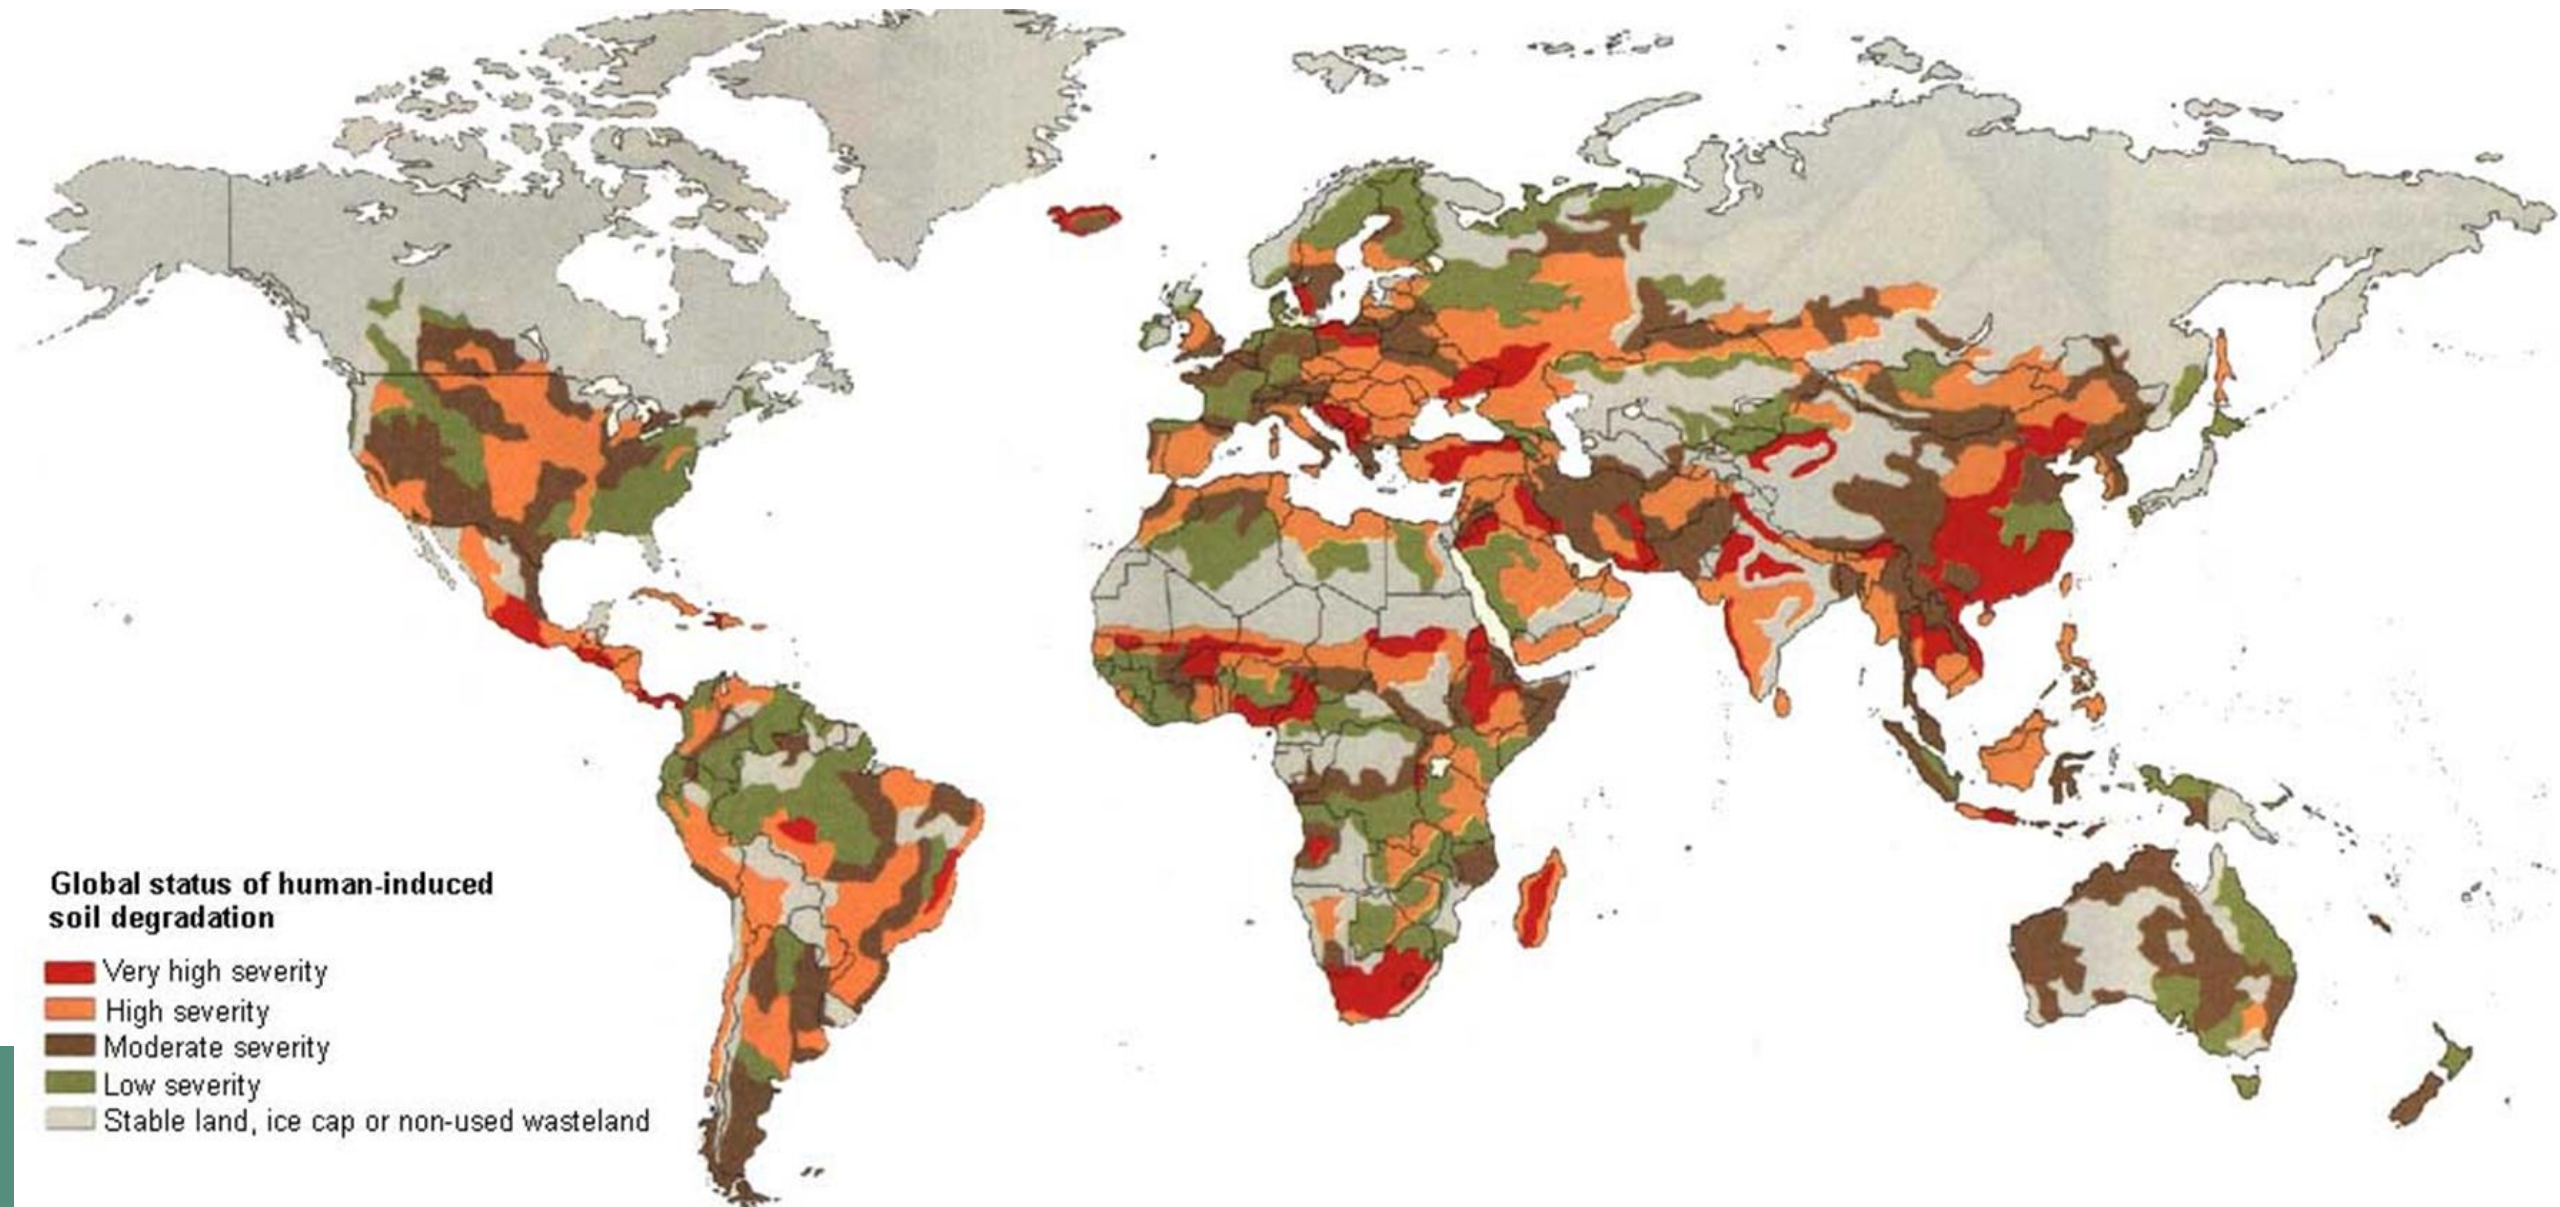 Global status of human-induced
soil degradation
Very high severity
High severity
Moderate severity
Low severity
Stable land, ice cap or non-used wasteland